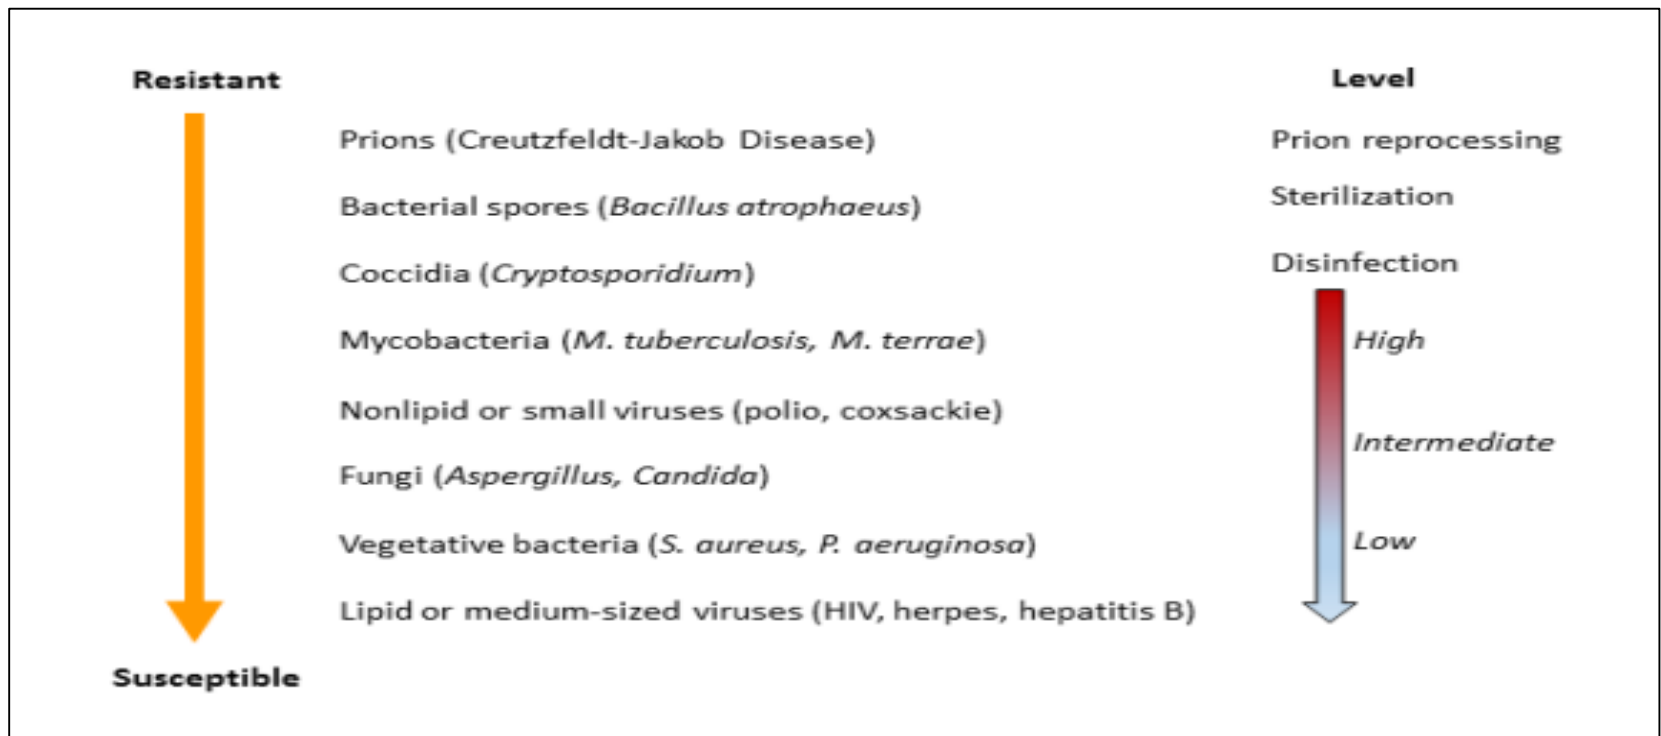 Resistant
Level
Prions (Creutzfeldt-Jakob Disease)
Prion reprocessing
Bacterial spores (Bacillus atrophaeus)
Sterilization
Coccidia (Cryptosporidium)
Disinfection
Mycobacteria (M. tuberculosis, M. terrae)
High
Nonlipid or small viruses (polio, coxsackie)
Intermediate
Fungi (Aspergillus, Candida)
Vegetative bacteria (S. aureus, P. aeruginosa)
Low
Lipid or medium-sized viruses (HIV, herpes, hepatitis B)
Susceptible